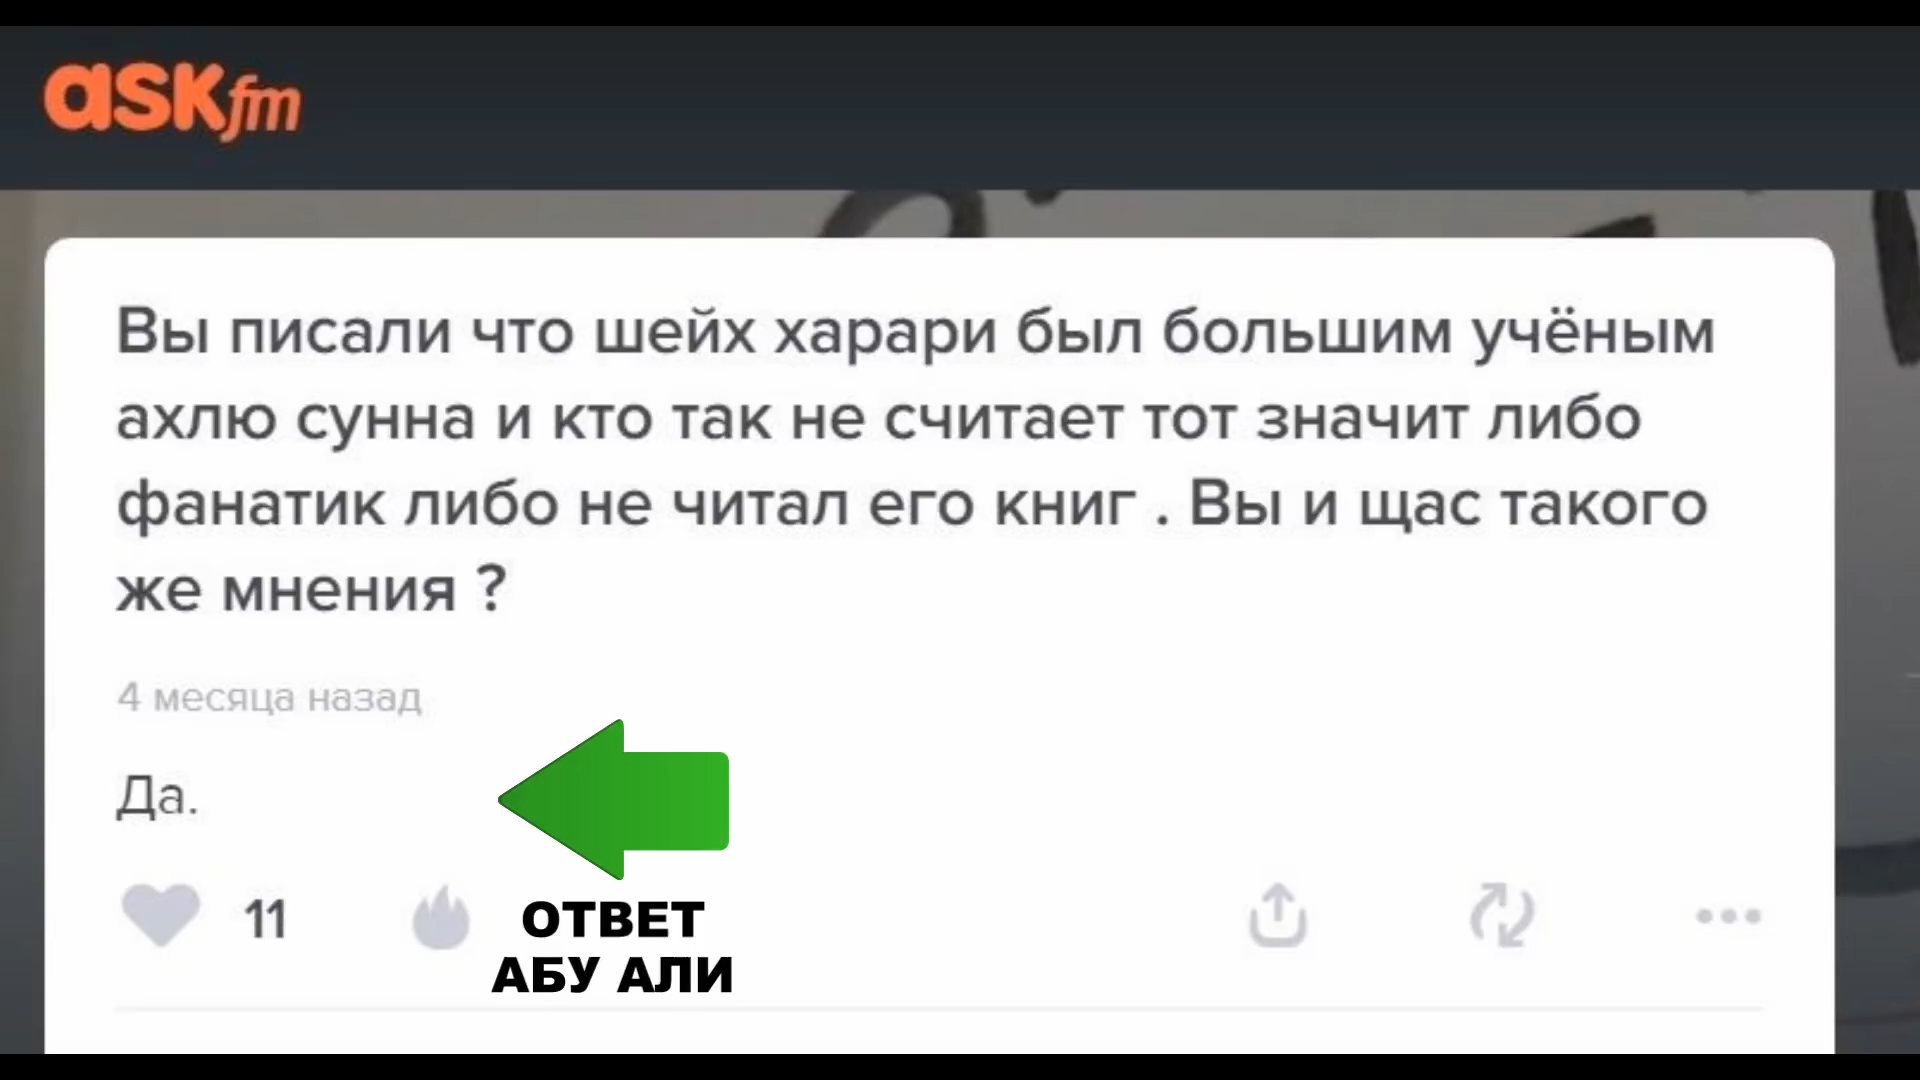 askfm
Вы писали что шейх харари был большим учёным
ахлю сунна и кто так не считает тот значит либо
фанатик либо не читал его книг . Вы и щас такого
же мнения ?
4 месяца назад
Да.
11
ОТВЕТ
АБУ АЛИ